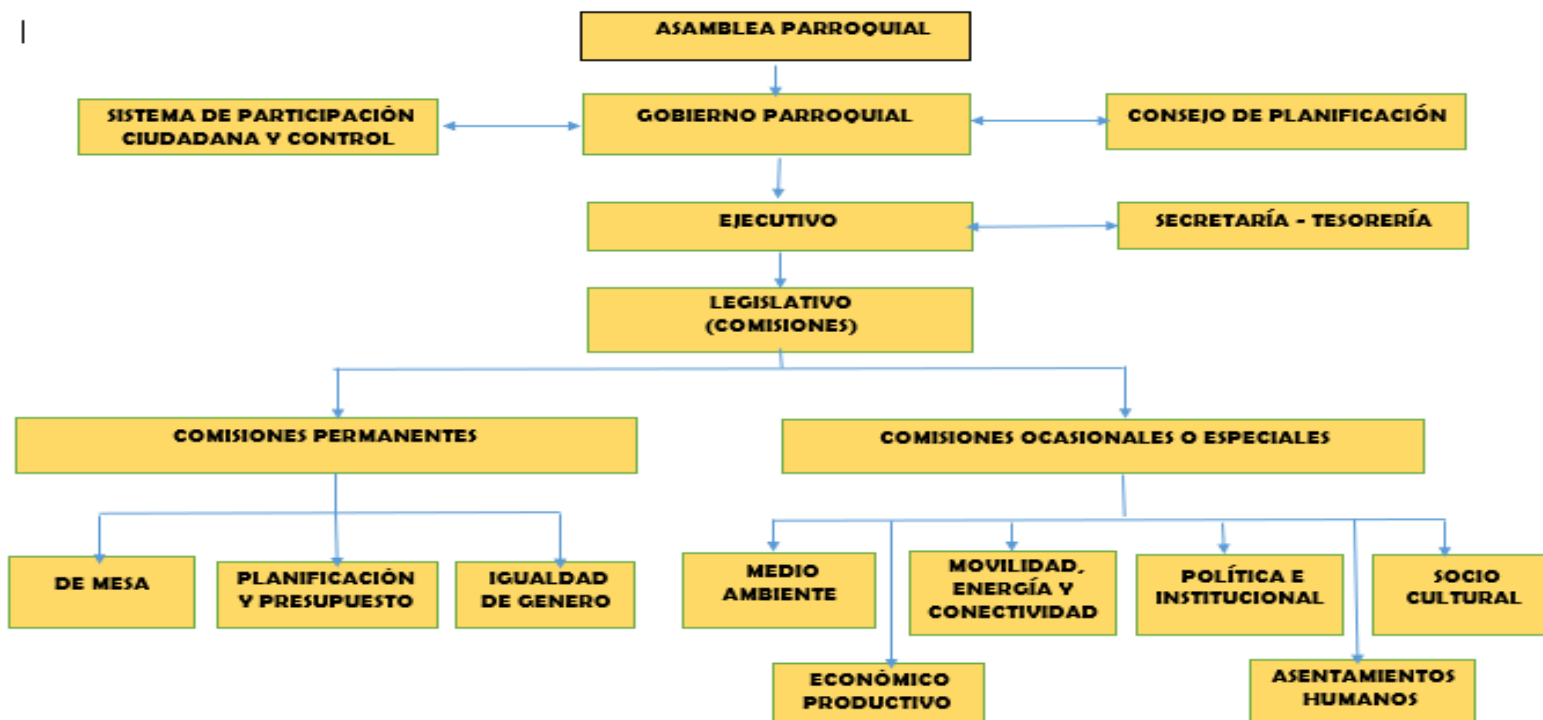 ASAMBLEA PARROQUIAL
SISTEMA DE PARTICIPACIÓN
CIUDADANA Y CONTROL
GOBIERNO PARROQUIAL
CONSEJO DE PLANIFICACIÓN
EJECUTIVO
SECRETARÍA - TESORERÍA
LEGISLATIVO
(COMISIONES)
COMISIONES PERMANENTES
COMISIONES OCASIONALES O ESPECIALES
DE MESA
PLANIFICACIÓN
Y PRESUPUESTO
IGUALDAD
DE GENERO
MEDIO
AMBIENTE
MOVILIDAD,
ENERGÍA Y
CONECTIVIDAD
POLÍTICA E
INSTITUCIONAL
SOCIO
CULTURAL
ECONÓMICO
PRODUCTIVO
ASENTAMIENTOS
HUMANOS